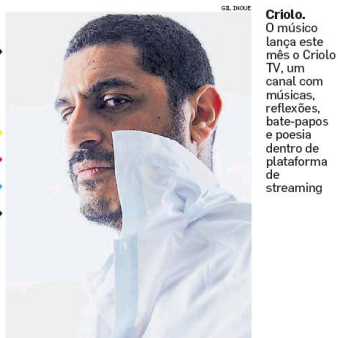 GIL INOUE
Criolo.
O músico
lança este
mês o Criolo
TV, um
canal com
músicas,
reflexões,
bate-papos
e poesia
dentro de
plataforma
de
streaming